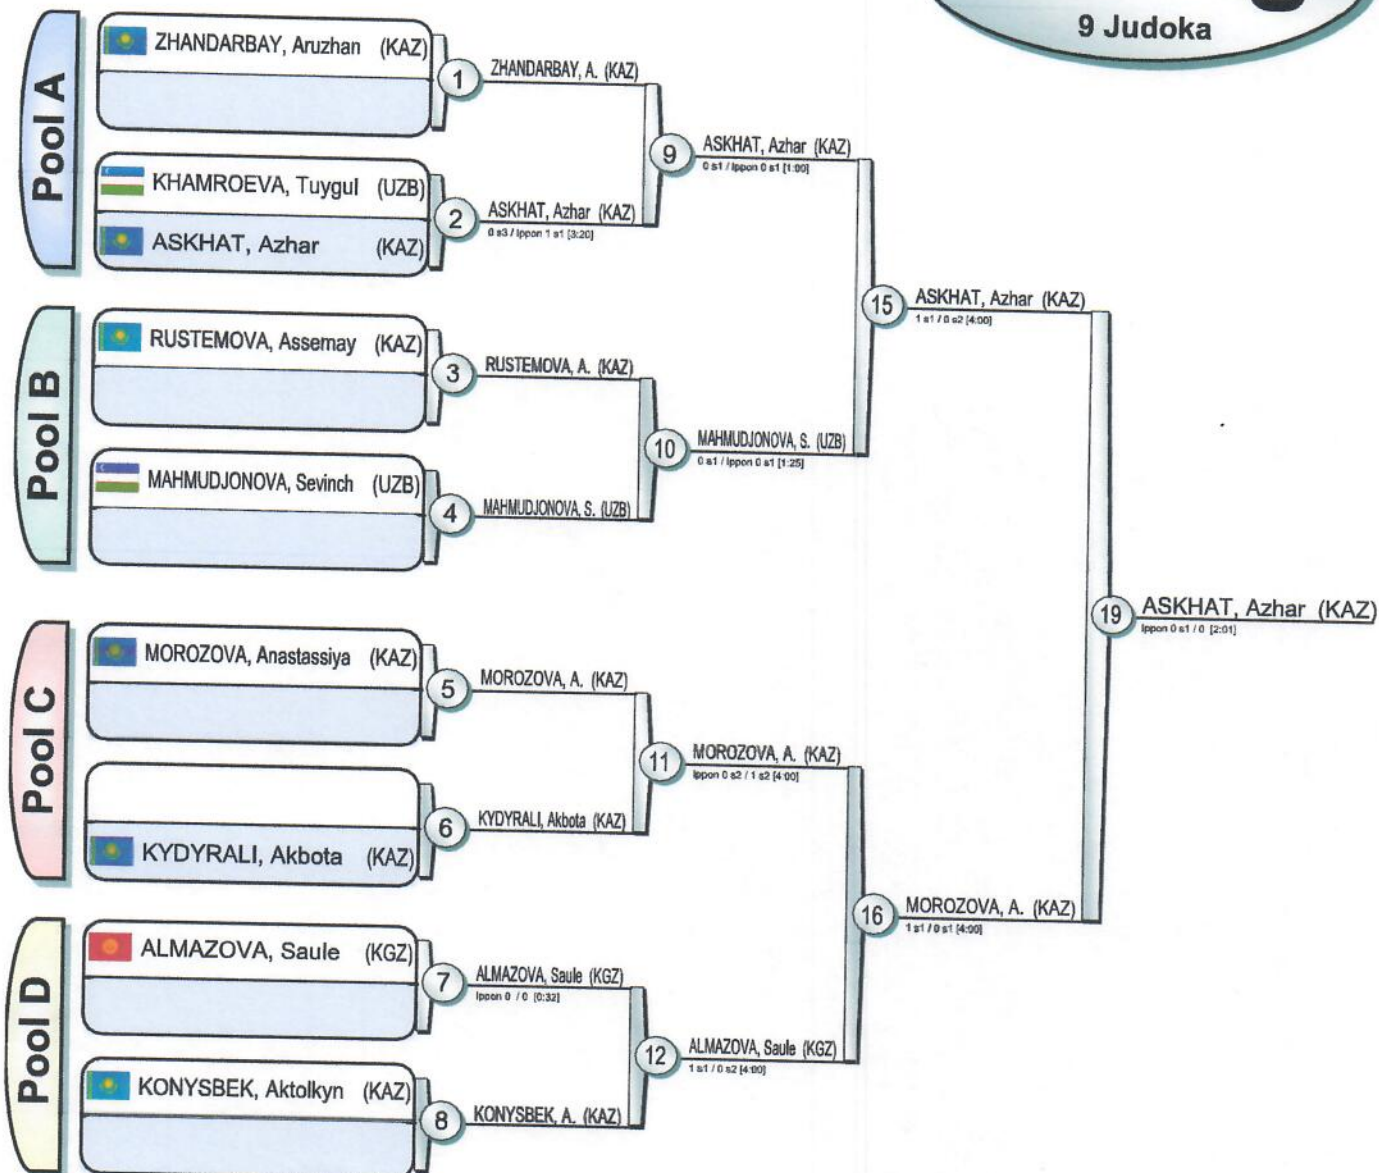 9 Judoka
Pool A
ZHANDARBAY, Aruzhan (KAZ)
1
ZHANDARBAY, A. (KAZ)
KHAMROEVA, Tuygul (UZB)
ASKHAT, Azhar (KAZ)
2
ASKHAT, Azhar (KAZ)
0 s3 / Ippon 1 s1 [3:20]
9
ASKHAT, Azhar (KAZ)
0 s1 / Ippon 0 s1 [1:00]
Pool B
RUSTEMOVA, Assemay (KAZ)
3
RUSTEMOVA, A. (KAZ)
MAHMUDJONOVA, Sevinch (UZB)
4
MAHMUDJONOVA, S. (UZB)
10
MAHMUDJONOVA, S. (UZB)
0 s1 / Ippon 0 s1 [1:25]
15
ASKHAT, Azhar (KAZ)
1 s1 / 0 s2 [4:00]
Pool C
MOROZOVA, Anastassiya (KAZ)
5
MOROZOVA, A. (KAZ)
KYDYRALI, Akbota (KAZ)
6
KYDYRALI, Akbota (KAZ)
11
MOROZOVA, A. (KAZ)
Ippon 0 s2 / 1 s2 [4:00]
Pool D
ALMAZOVA, Saule (KGZ)
7
ALMAZOVA, Saule (KGZ)
Ippon 0 / 0 [0:32]
KONYSBEK, Aktolkyn (KAZ)
8
KONYSBEK, A. (KAZ)
12
ALMAZOVA, Saule (KGZ)
1 s1 / 0 s2 [4:00]
16
MOROZOVA, A. (KAZ)
1 s1 / 0 s1 [4:00]
19
ASKHAT, Azhar (KAZ)
Ippon 0 s1 / 0 [2:01]